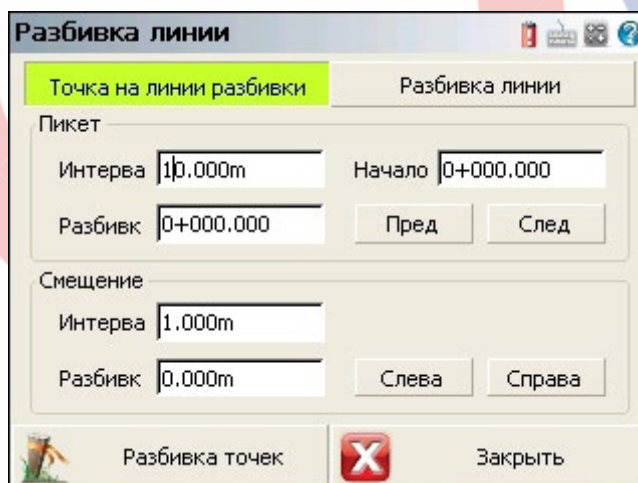 Разбивка линии
Точка на линии разбивки Разбивка линии
Пикет
Интерва 10.000m Начало 0+000.000
Разбивк 0+000.000 Пред След
Смещение
Интерва 1.000m
Разбивк 0.000m Слева Справа
Разбивка точек Закрыть